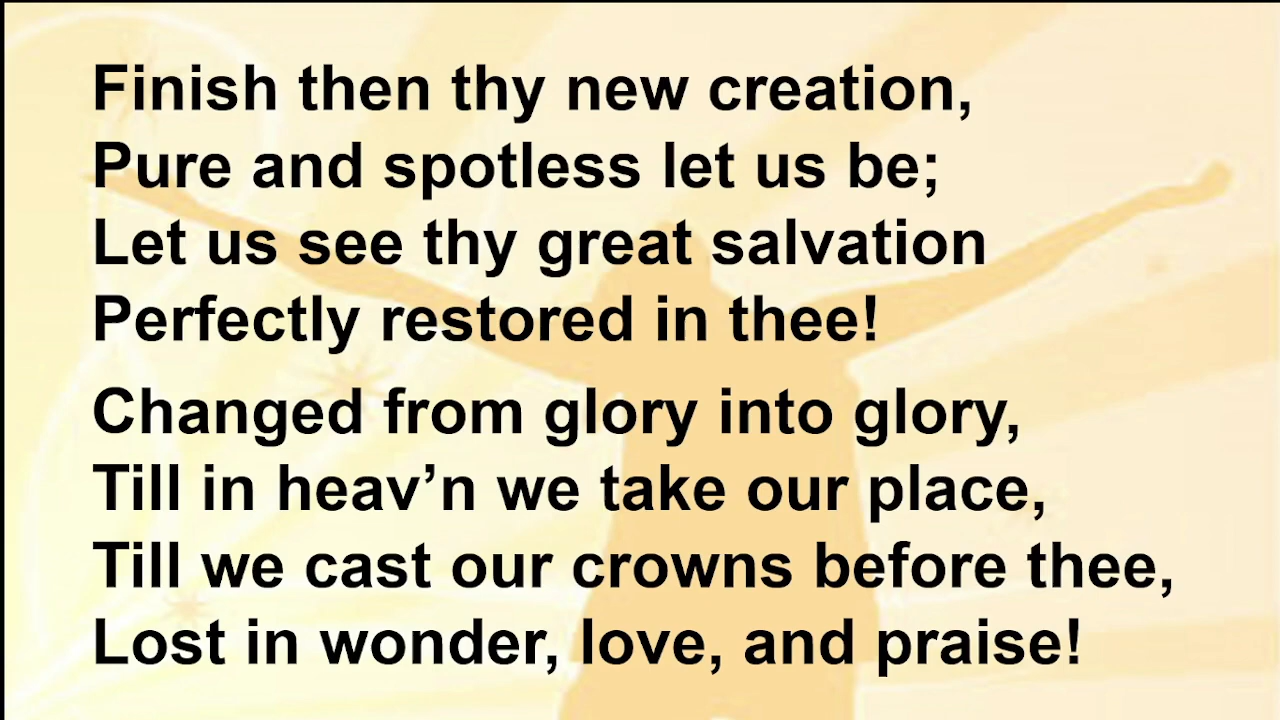 Finish then thy new creation,
Pure and spotless let us be;
Let us see thy great salvation
Perfectly restored in thee!
Changed from glory into glory,
Till in heav’n we take our place,
Till we cast our crowns before thee,
Lost in wonder, love, and praise!